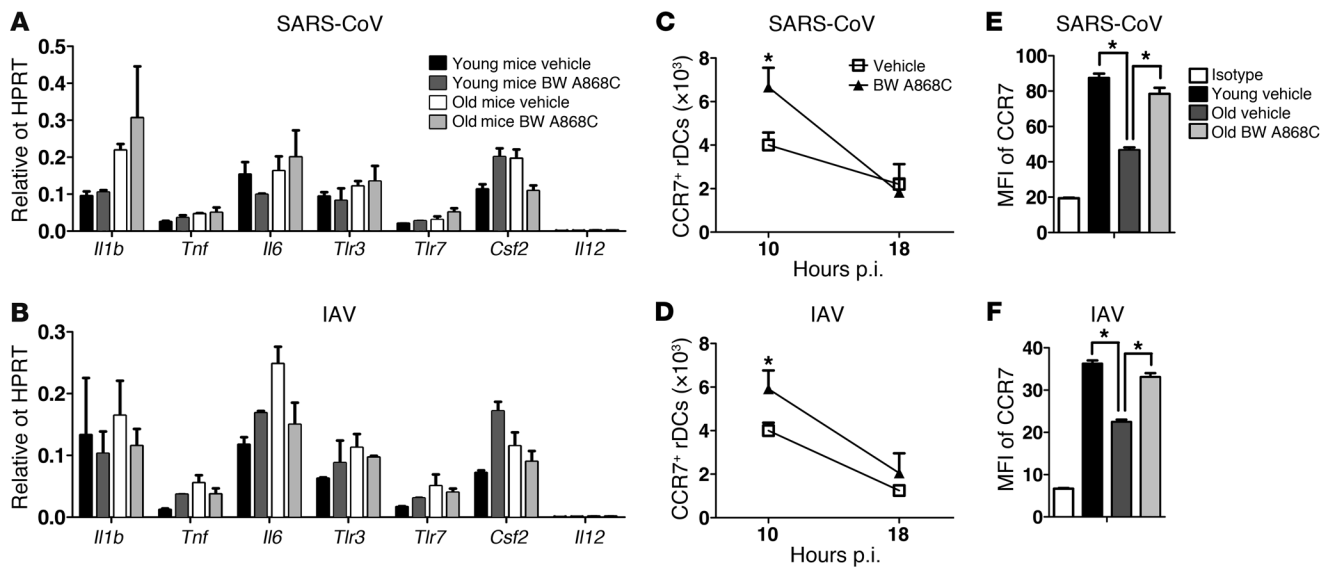 A
SARS-CoV
Relative ot HPRT
0.5
0.4
0.3
0.2
0.1
0.0
Young mice vehicle
Young mice BW A868C
Old mice vehicle
Old mice BW A868C
Il1b Tnf Il6 Tlr3 Tlr7 Csf2 Il12
B
IAV
Relative ot HPRT
0.3
0.2
0.1
0.0
Il1b Tnf Il6 Tlr3 Tlr7 Csf2 Il12
C
SARS-CoV
CCR7⁺ rDCs (×10³)
8
6
4
2
0
*
Vehicle
BW A868C
10 18
Hours p.i.
D
IAV
CCR7⁺ rDCs (×10³)
8
6
4
2
0
*
10 18
Hours p.i.
E
SARS-CoV
MFI of CCR7
100
80
60
40
20
0
* *
Isotype
Young vehicle
Old vehicle
Old BW A868C
F
IAV
MFI of CCR7
40
30
20
10
0
* *